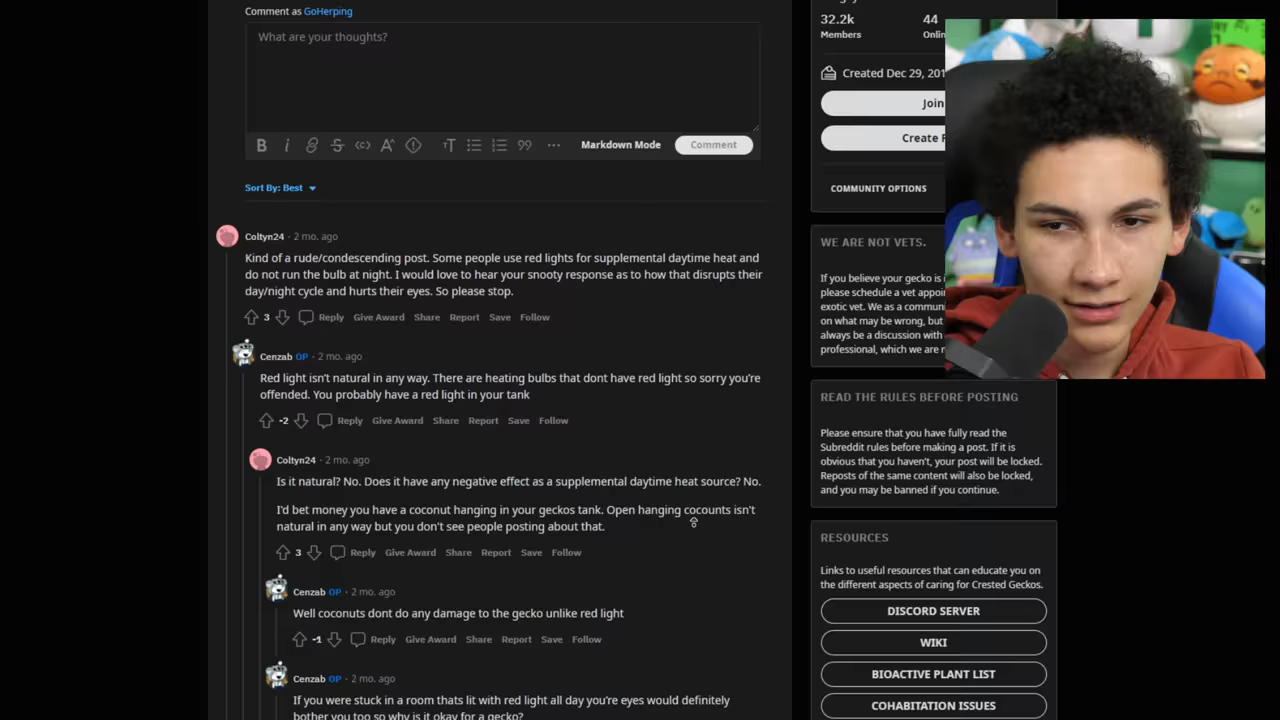 Comment as GoHerping
What are your thoughts?
B i Markdown Mode Comment
Sort By: Best
Coltyn24 · 2 mo. ago
Kind of a rude/condescending post. Some people use red lights for supplemental daytime heat and
do not run the bulb at night. I would love to hear your snooty response as to how that disrupts their
day/night cycle and hurts their eyes. So please stop.
3 Reply Give Award Share Report Save Follow
Cenzab OP · 2 mo. ago
Red light isn't natural in any way. There are heating bulbs that dont have red light so sorry you're
offended. You probably have a red light in your tank
-2 Reply Give Award Share Report Save Follow
Coltyn24 · 2 mo. ago
Is it natural? No. Does it have any negative effect as a supplemental daytime heat source? No.
I'd bet money you have a coconut hanging in your geckos tank. Open hanging cocounts isn't
natural in any way but you don't see people posting about that.
3 Reply Give Award Share Report Save Follow
Cenzab OP · 2 mo. ago
Well coconuts dont do any damage to the gecko unlike red light
-1 Reply Give Award Share Report Save Follow
Cenzab OP · 2 mo. ago
If you were stuck in a room thats lit with red light all day you're eyes would definitely
bother you too so why is it okay for a gecko?
32.2k 44
Members Onlin
Created Dec 29, 201
Join
Create P
COMMUNITY OPTIONS
WE ARE NOT VETS.
If you believe your gecko is
please schedule a vet appoi
exotic vet. We as a commun
on what may be wrong, but
always be a discussion with
professional, which we are n
READ THE RULES BEFORE POSTING
Please ensure that you have fully read the
Subreddit rules before making a post. If it is
obvious that you haven't, your post will be locked.
Reposts of the same content will also be locked,
and you may be banned if you continue.
RESOURCES
Links to useful resources that can educate you on
the different aspects of caring for Crested Geckos.
DISCORD SERVER
WIKI
BIOACTIVE PLANT LIST
COHABITATION ISSUES